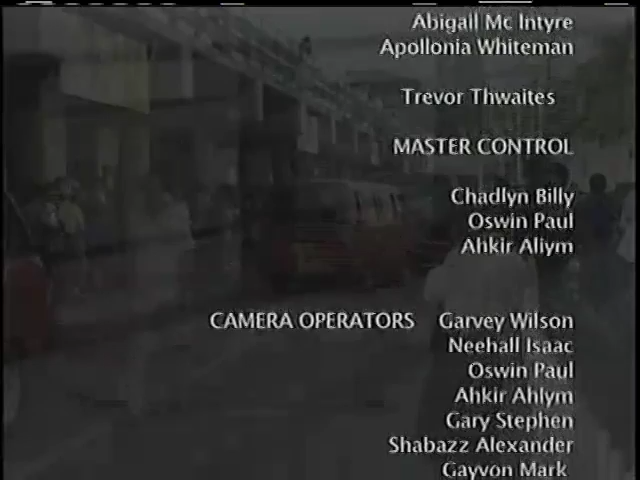 Abigail Mc Intyre
Apollonia Whiteman
Trevor Thwaites
MASTER CONTROL
Chadlyn Billy
Oswin Paul
Ahkir Aliym
CAMERA OPERATORS Garvey Wilson
Neehall Isaac
Oswin Paul
Ahkir Ahlym
Gary Stephen
Shabazz Alexander
Gayvon Mark